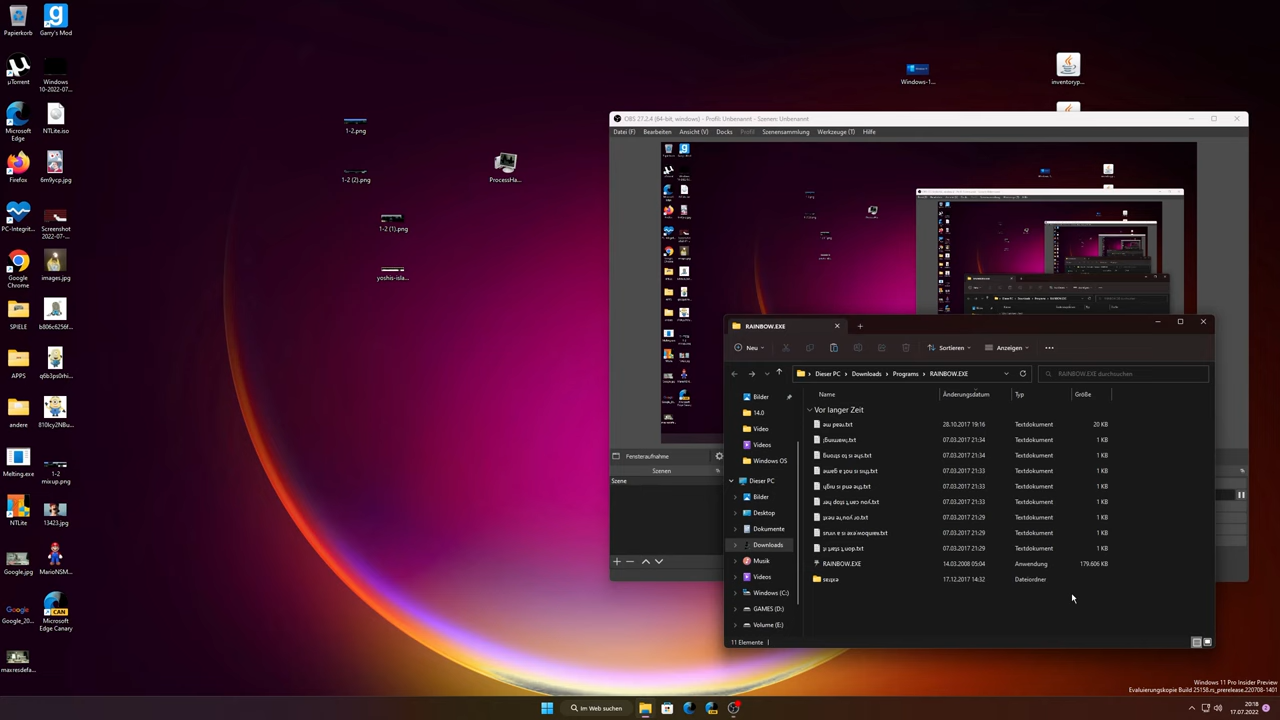 Papierkorb
Garry's Mod
µTorrent
Windows 10-2022-07-...
Microsoft Edge
NTLite.iso
Firefox
6m9ycp.jpg
PC-Integrit...
Screenshot 2022-07-...
Google Chrome
images.jpg
SPIELE
b806c6256f...
APPS
q6b3ps0rhi...
andere
810lcy2NBu...
Melting.exe
1-2 mixup.png
NTLite
13423.jpg
Google.jpg
MarioNSM...
Google_20...
Microsoft Edge Canary
maxresdefa...
1-2.png
1-2 (2).png
1-2 (1).png
yoshis-isla...
ProcessHa...
Windows-1...
inventoryp...
OBS 27.2.4 (64-bit, windows) - Profil: Unbenannt - Szenen: Unbenannt
Datei (F) Bearbeiten Ansicht (V) Docks Profil Szenensammlung Werkzeuge (T) Hilfe
Fensteraufnahme
Szenen
Szene
RAINBOW.EXE
Neu Sortieren Anzeigen
Dieser PC > Downloads > Programs > RAINBOW.EXE
RAINBOW.EXE durchsuchen
Name Änderungsdatum Typ Größe
Bilder
14.0
Video
Videos
Windows OS
Dieser PC
Bilder
Desktop
Dokumente
Downloads
Musik
Videos
Windows (C:)
GAMES (D:)
Volume (E:)
Vor langer Zeit
28.10.2017 19:16 Textdokument 20 KB
07.03.2017 21:34 Textdokument 1 KB
07.03.2017 21:34 Textdokument 1 KB
07.03.2017 21:33 Textdokument 1 KB
07.03.2017 21:33 Textdokument 1 KB
07.03.2017 21:33 Textdokument 1 KB
07.03.2017 21:29 Textdokument 1 KB
07.03.2017 21:29 Textdokument 1 KB
07.03.2017 21:29 Textdokument 1 KB
RAINBOW.EXE 14.03.2008 05:04 Anwendung 179.606 KB
17.12.2017 14:32 Dateiordner
11 Elemente
Windows 11 Pro Insider Preview
Evaluierungskopie Build 25158.rs_prerelease.220708-1401
Im Web suchen
20:18
17.07.2022
2